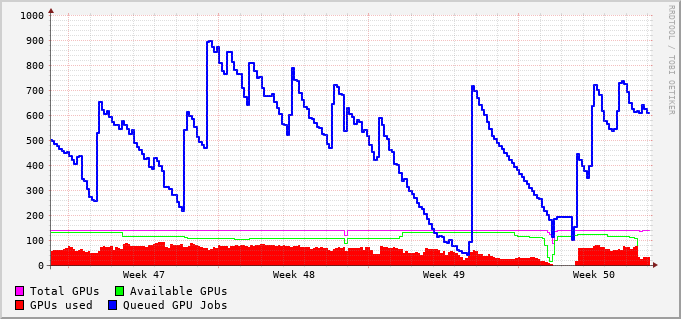 1000
900
800
700
600
500
400
300
200
100
0
Week 47 Week 48 Week 49 Week 50
Total GPUs Available GPUs
GPUs used Queued GPU Jobs
RRDTOOL / TOBI OETIKER